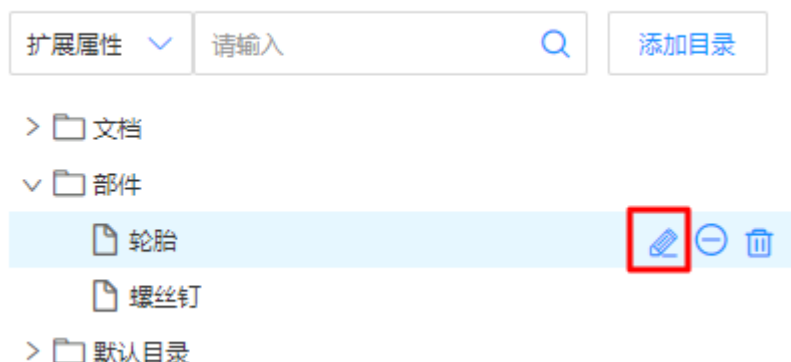 扩展属性 请输入 添加目录
文档
部件
轮胎
螺丝钉
默认目录